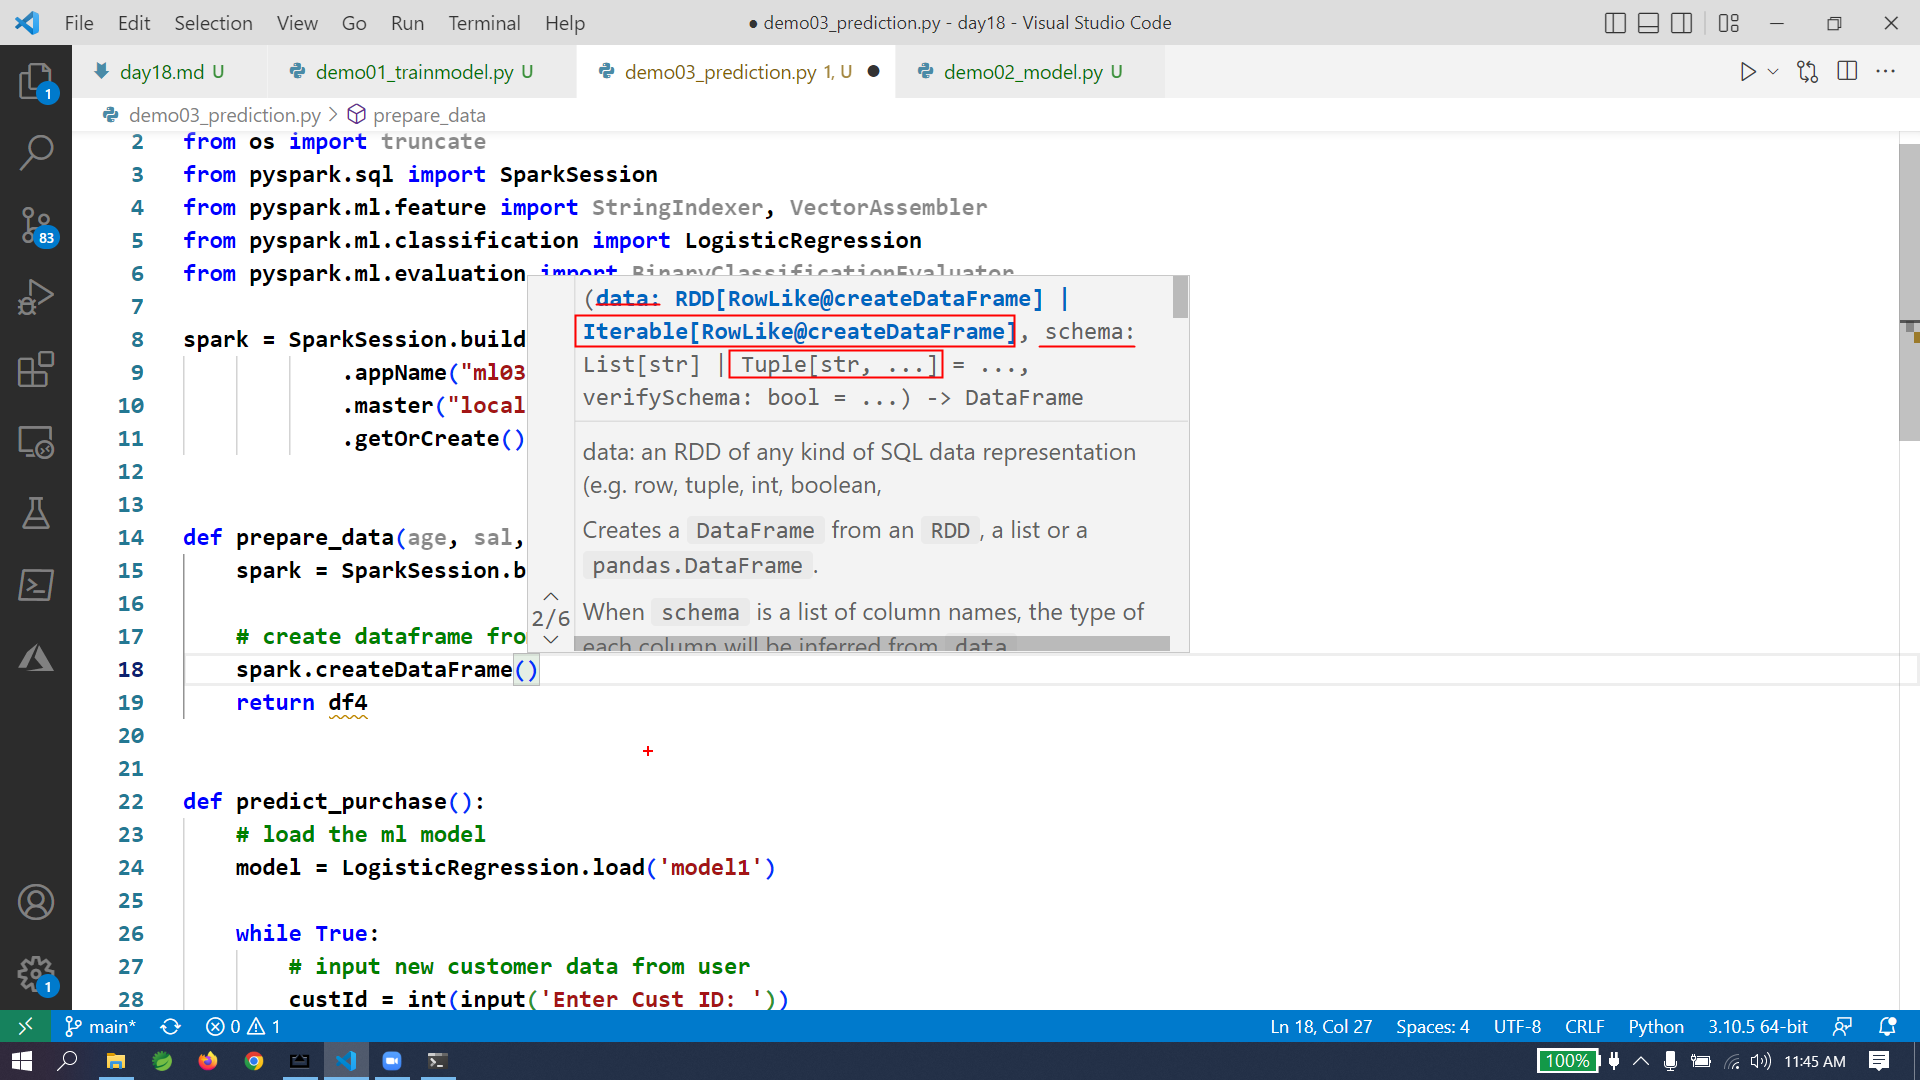 File Edit Selection View Go Run Terminal Help
● demo03_prediction.py - day18 - Visual Studio Code
day18.md U
demo01_trainmodel.py U
demo03_prediction.py 1, U
demo02_model.py U
demo03_prediction.py > prepare_data
2 from os import truncate
3 from pyspark.sql import SparkSession
4 from pyspark.ml.feature import StringIndexer, VectorAssembler
5 from pyspark.ml.classification import LogisticRegression
6 from pyspark.ml.evaluation import BinaryClassificationEvaluator
7
8 spark = SparkSession.build
9 .appName("ml03
10 .master("local
11 .getOrCreate()
12
13
14 def prepare_data(age, sal,
15 spark = SparkSession.b
16
17 # create dataframe fro
18 spark.createDataFrame()
19 return df4
20
21
22 def predict_purchase():
23 # load the ml model
24 model = LogisticRegression.load('model1')
25
26 while True:
27 # input new customer data from user
28 custId = int(input('Enter Cust ID: '))
(data: RDD[RowLike@createDataFrame] |
Iterable[RowLike@createDataFrame], schema:
List[str] | Tuple[str, ...] = ...,
verifySchema: bool = ...) -> DataFrame
data: an RDD of any kind of SQL data representation
(e.g. row, tuple, int, boolean,
Creates a DataFrame from an RDD, a list or a
pandas.DataFrame.
When schema is a list of column names, the type of
each column will be inferred from data
2/6
1
83
1
main* 0 1
Ln 18, Col 27 Spaces: 4 UTF-8 CRLF Python 3.10.5 64-bit
100% 11:45 AM